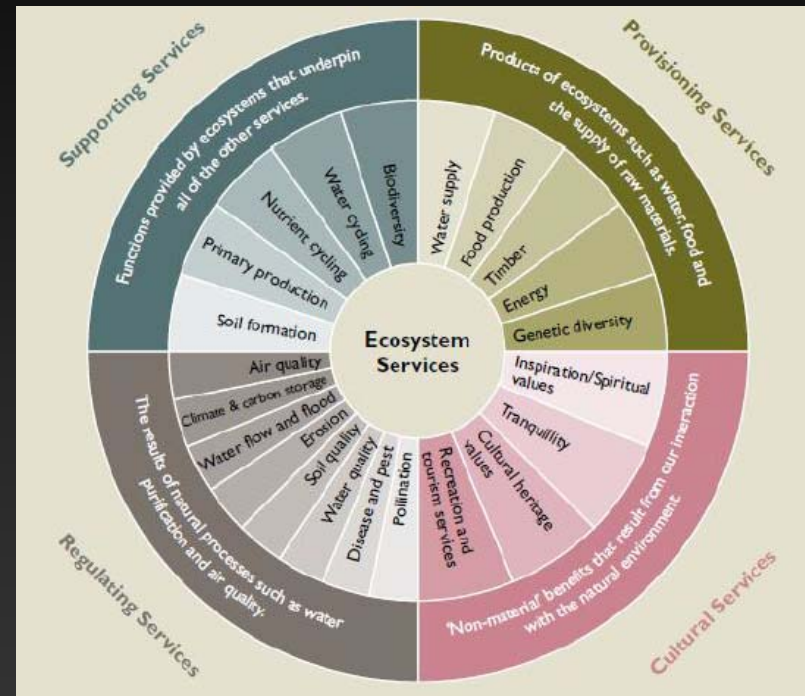 Supporting Services
Functions provided by ecosystems that underpin
all of the other services.
Biodiversity
Water cycling
Nutrient cycling
Primary production
Soil formation
Provisioning Services
Products of ecosystems such as water, food and
the supply of raw materials.
Water supply
Food production
Timber
Energy
Genetic diversity
Ecosystem
Services
Inspiration/Spiritual
values
Tranquillity
Cultural heritage
values
Recreation and
tourism services
'Non-material' benefits that result from our interaction
with the natural environment.
Cultural Services
Air quality
Climate & carbon storage
Water flow and flood
Erosion
Soil quality
Water quality
Disease and pest
Pollination
The results of natural processes such as water
purification and air quality.
Regulating Services